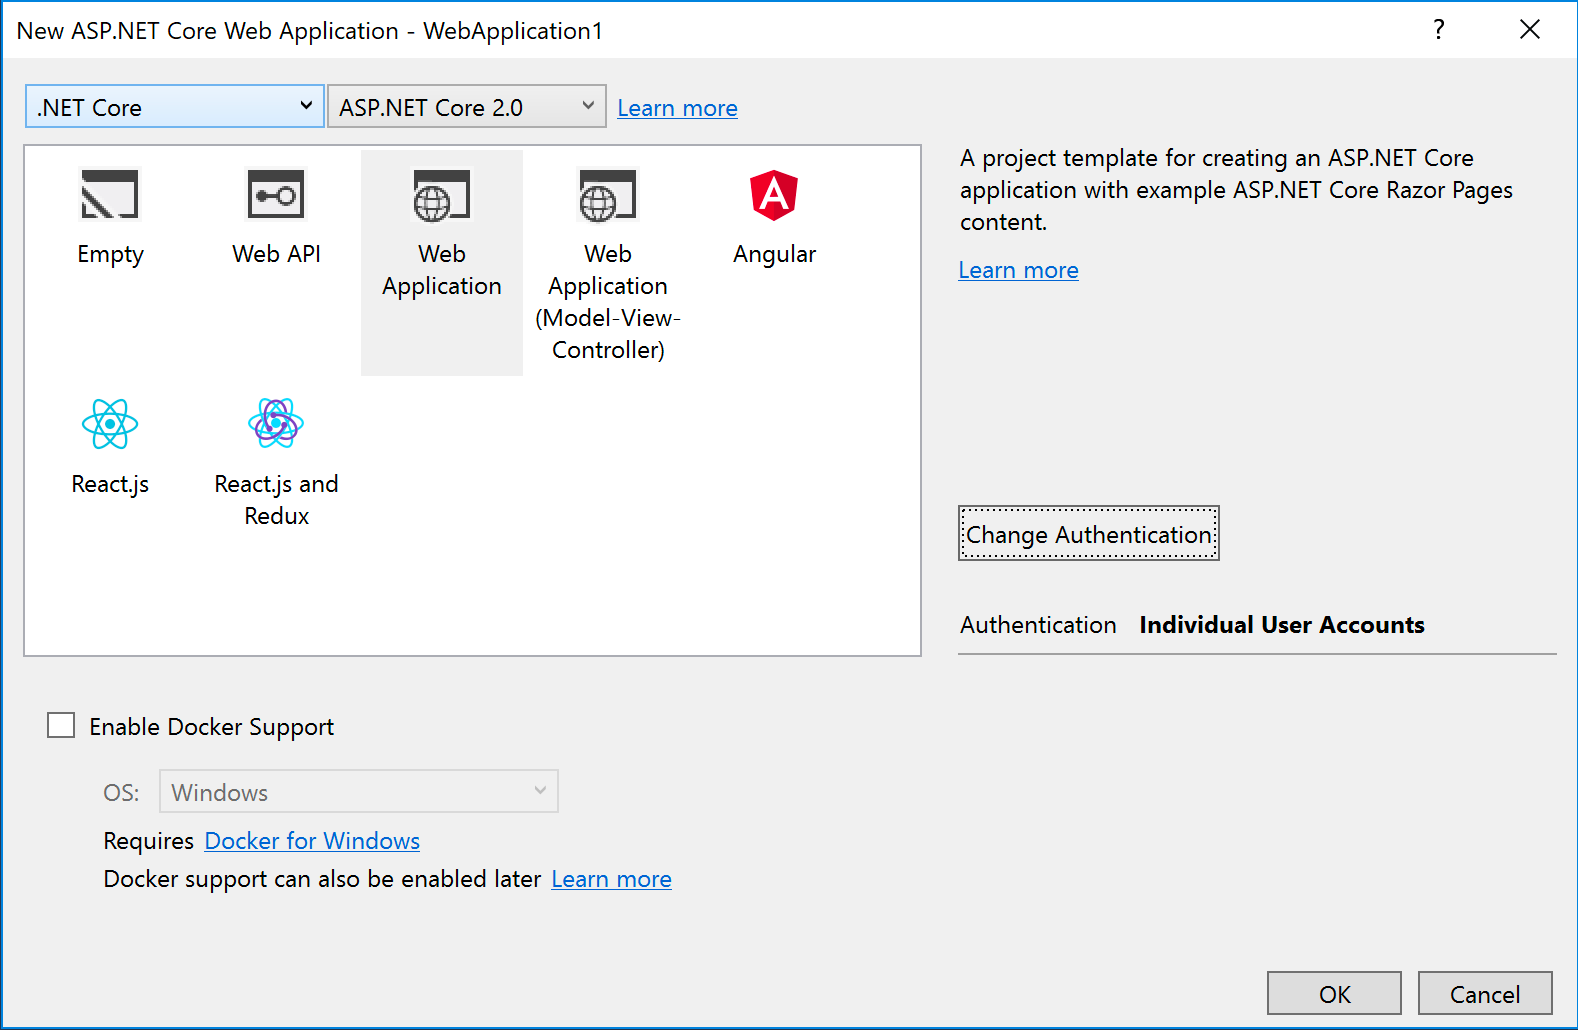 New ASP.NET Core Web Application - WebApplication1
?
.NET Core
ASP.NET Core 2.0
Learn more
Empty
Web API
Web
Application
Web
Application
(Model-View-
Controller)
Angular
React.js
React.js and
Redux
A project template for creating an ASP.NET Core
application with example ASP.NET Core Razor Pages
content.
Learn more
Change Authentication
Authentication Individual User Accounts
Enable Docker Support
OS: Windows
Requires Docker for Windows
Docker support can also be enabled later Learn more
OK
Cancel